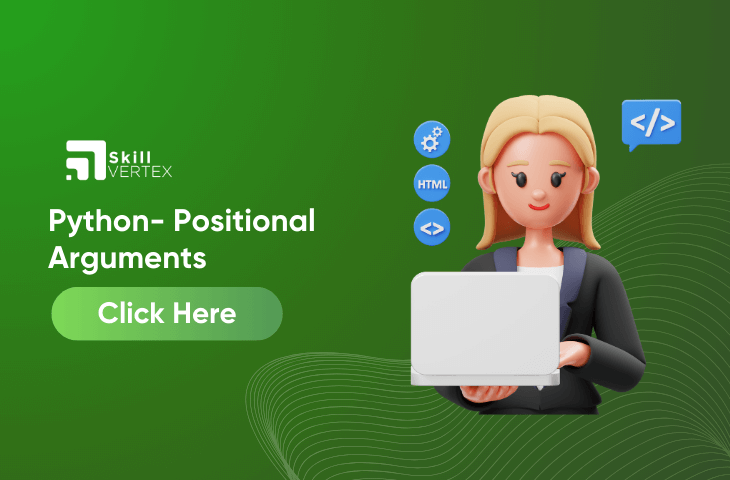 Skill
VERTEX
Python- Positional
Arguments
Click Here
HTML
<>
</>